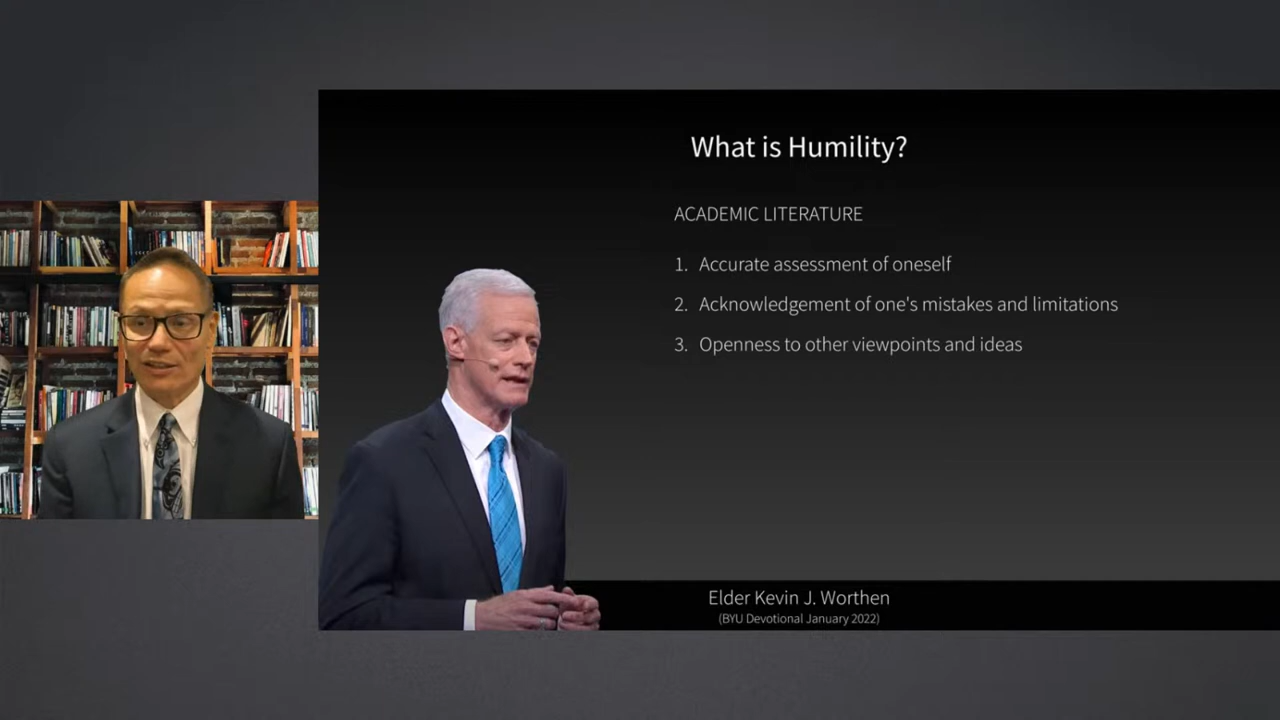 What is Humility?
ACADEMIC LITERATURE
1. Accurate assessment of oneself
2. Acknowledgement of one's mistakes and limitations
3. Openness to other viewpoints and ideas
Elder Kevin J. Worthen
(BYU Devotional January 2022)